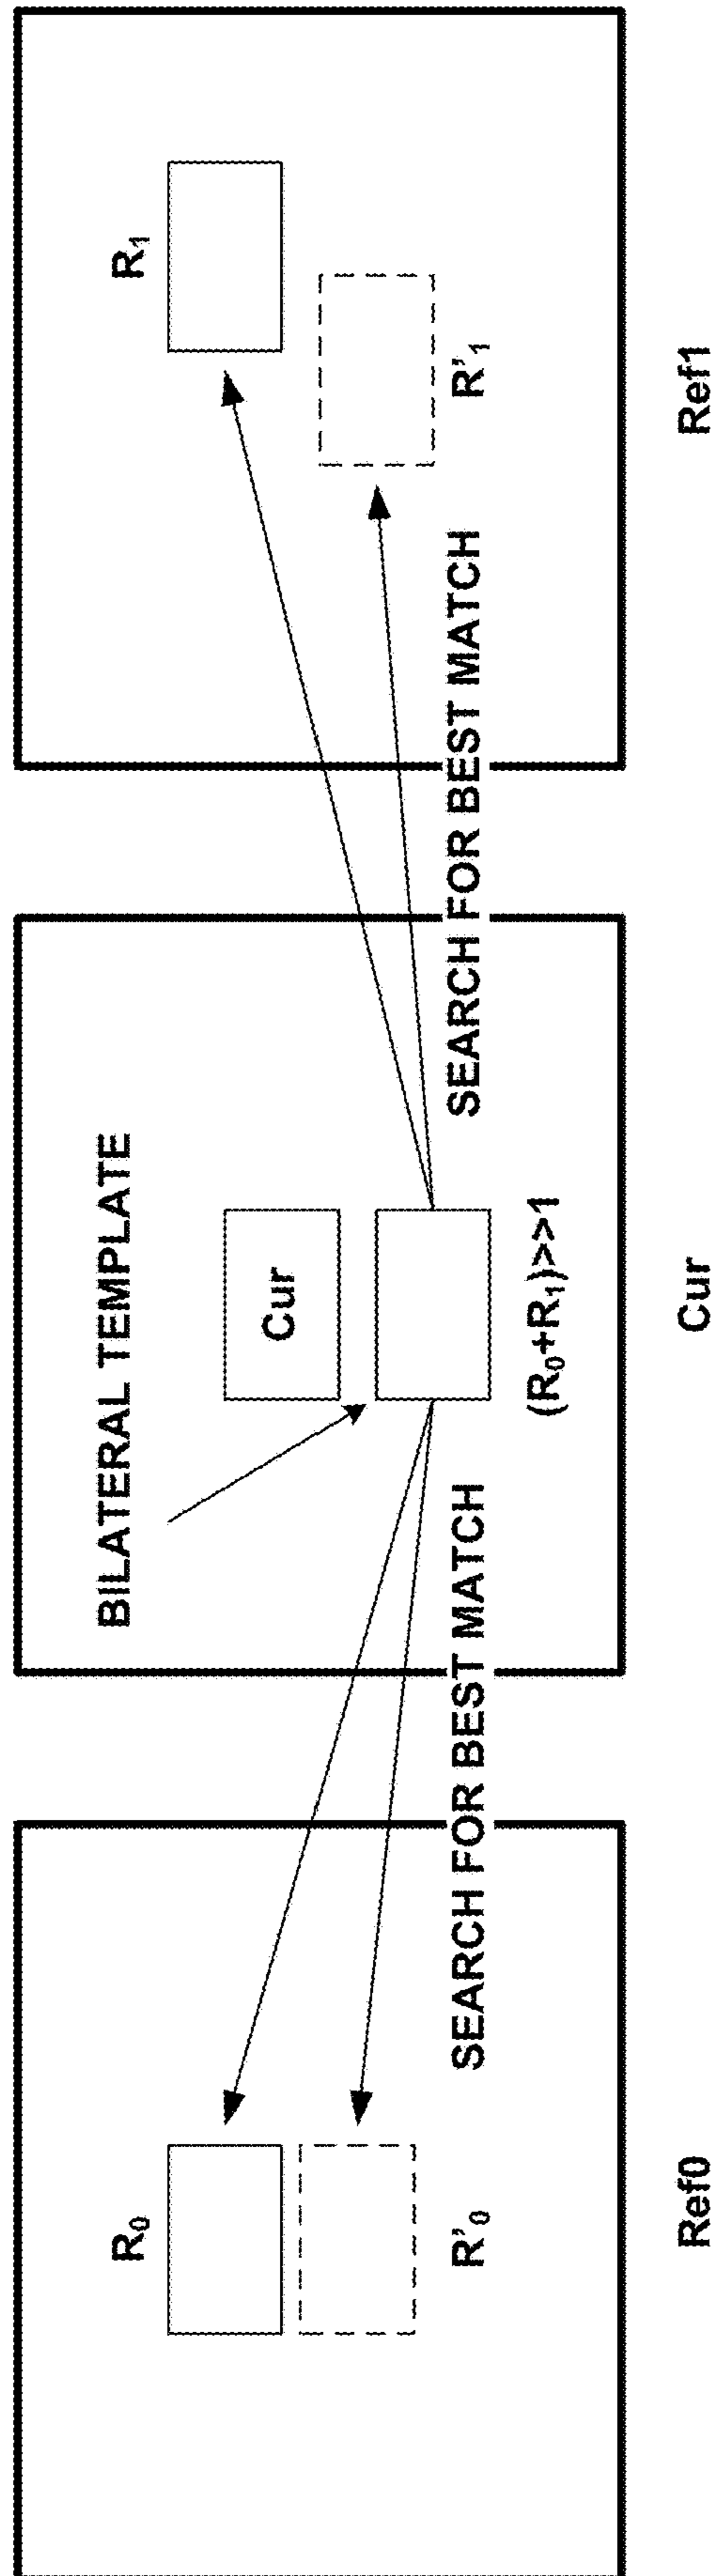 BILATERAL TEMPLATE
R₀
R'₀
Cur
(R₀+R₁)>>1
R₁
R'₁
SEARCH FOR BEST MATCH
SEARCH FOR BEST MATCH
Ref0
Cur
Ref1